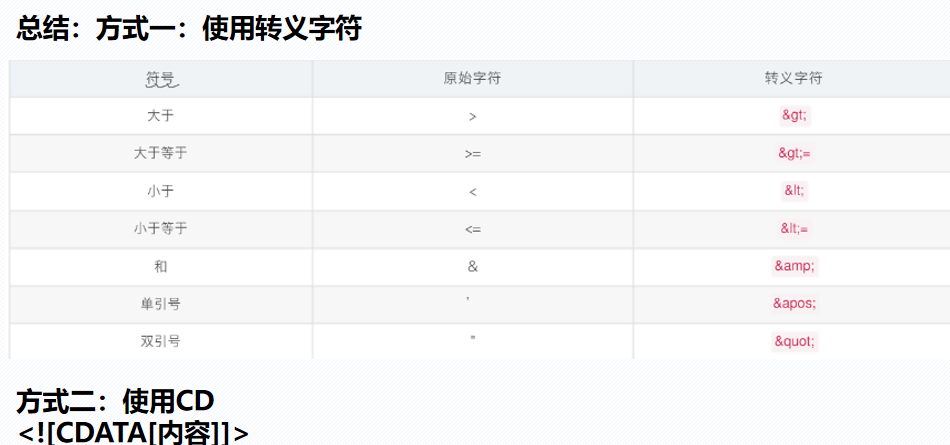 总结：方式一：使用转义字符
符号 原始字符 转义字符
大于 > &gt;
大于等于 >= &gt;=
小于 < &lt;
小于等于 <= &lt;=
和 & &amp;
单引号 ' &apos;
双引号 " &quot;
方式二：使用CD
<![CDATA[内容]]>